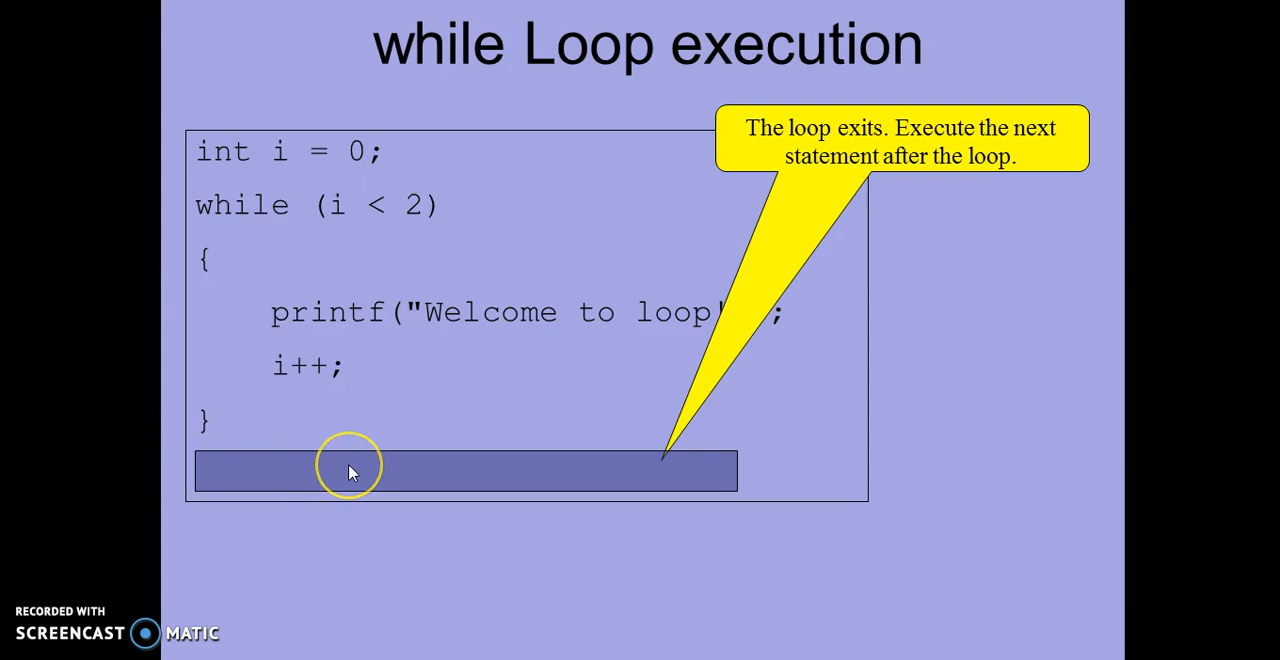 while Loop execution
The loop exits. Execute the next
statement after the loop.
int i = 0;
while (i < 2)
{
printf("Welcome to loop! ;
i++;
}
RECORDED WITH
SCREENCAST MATIC